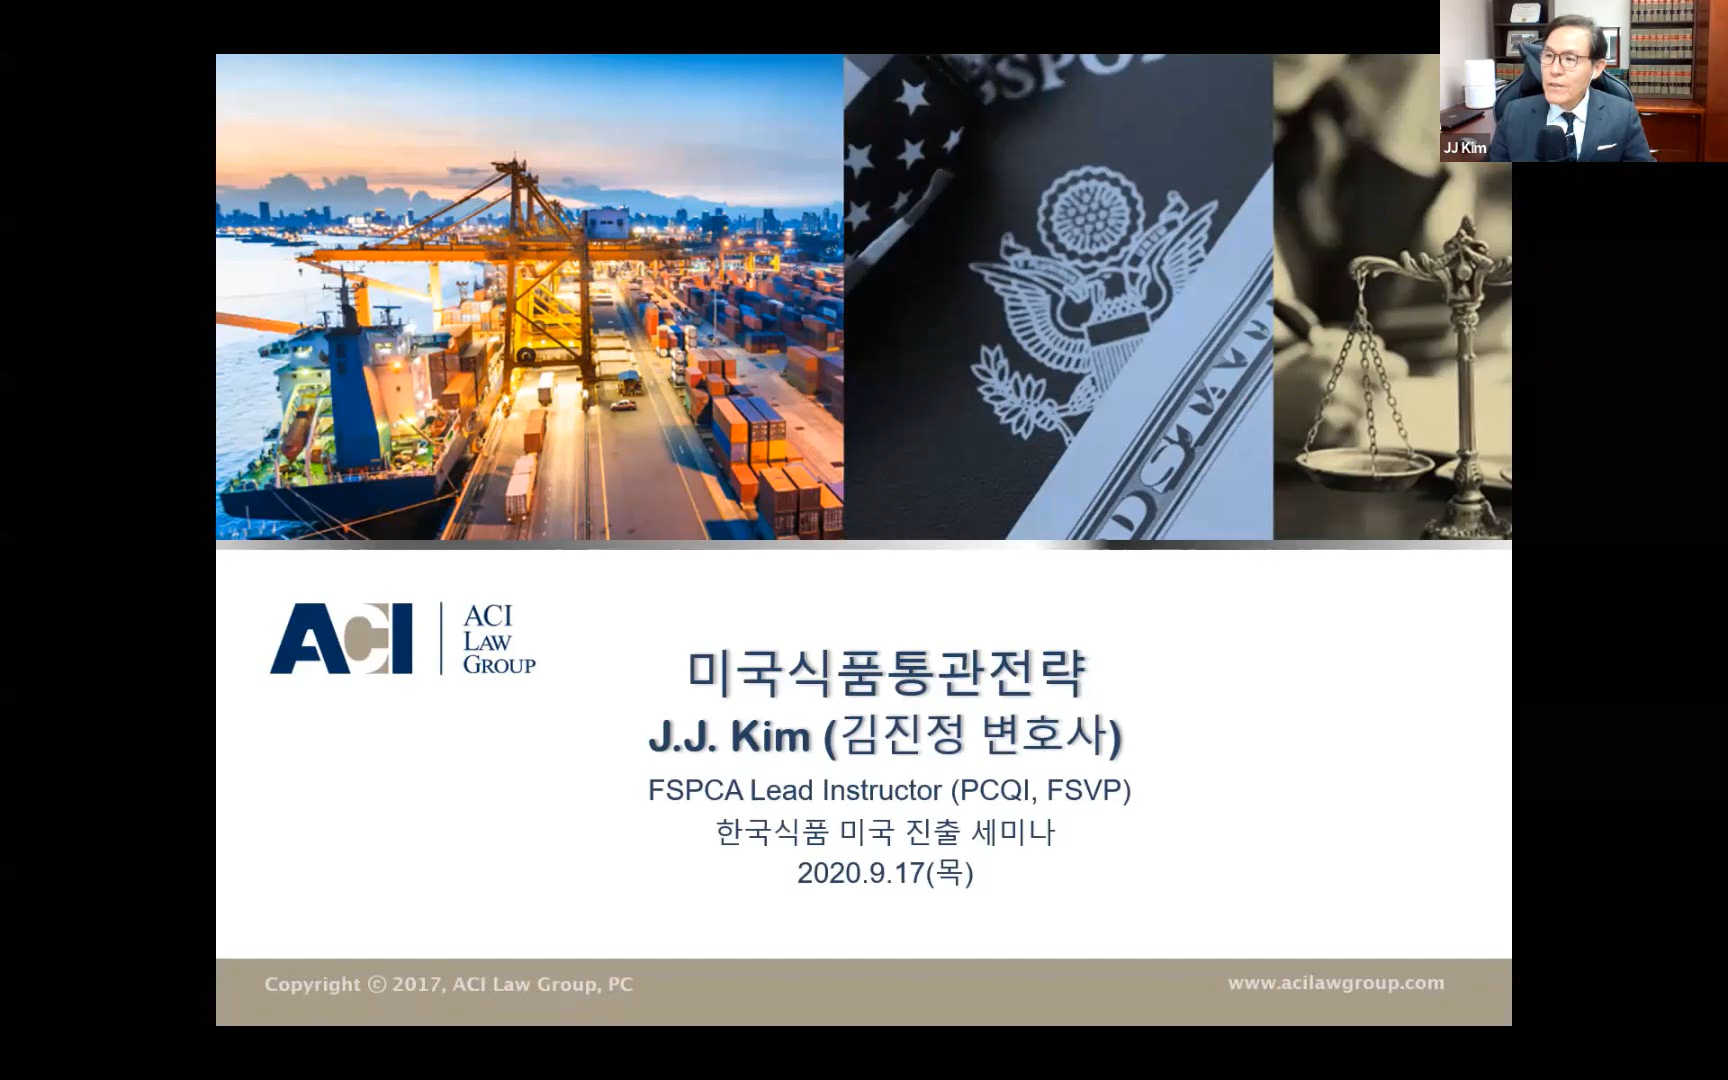 JJ Kim
ACI
ACI
LAW
GROUP
미국식품통관전략
J.J. Kim (김진정 변호사)
FSPCA Lead Instructor (PCQI, FSVP)
한국식품 미국 진출 세미나
2020.9.17(목)
Copyright ⓒ 2017, ACI Law Group, PC
www.acilawgroup.com